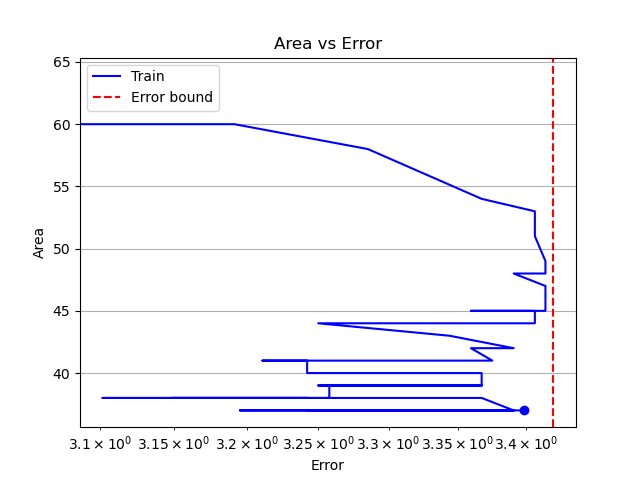 Area vs Error
Train
Error bound
65
60
55
50
45
40
Area
3.1 × 10⁰ 3.15 × 10⁰ 3.2 × 10⁰ 3.25 × 10⁰ 3.3 × 10⁰ 3.35 × 10⁰ 3.4 × 10⁰
Error